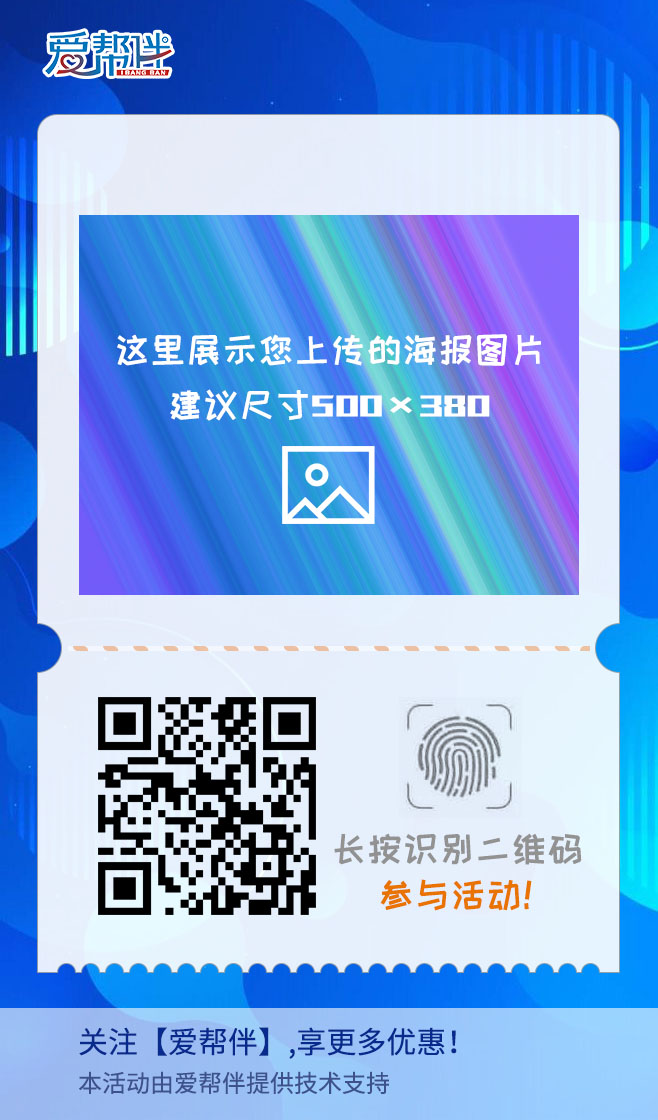 爱帮伴
I BANG BAN
这里展示您上传的海报图片
建议尺寸500×380
长按识别二维码
参与活动!
关注【爱帮伴】,享更多优惠!
本活动由爱帮伴提供技术支持